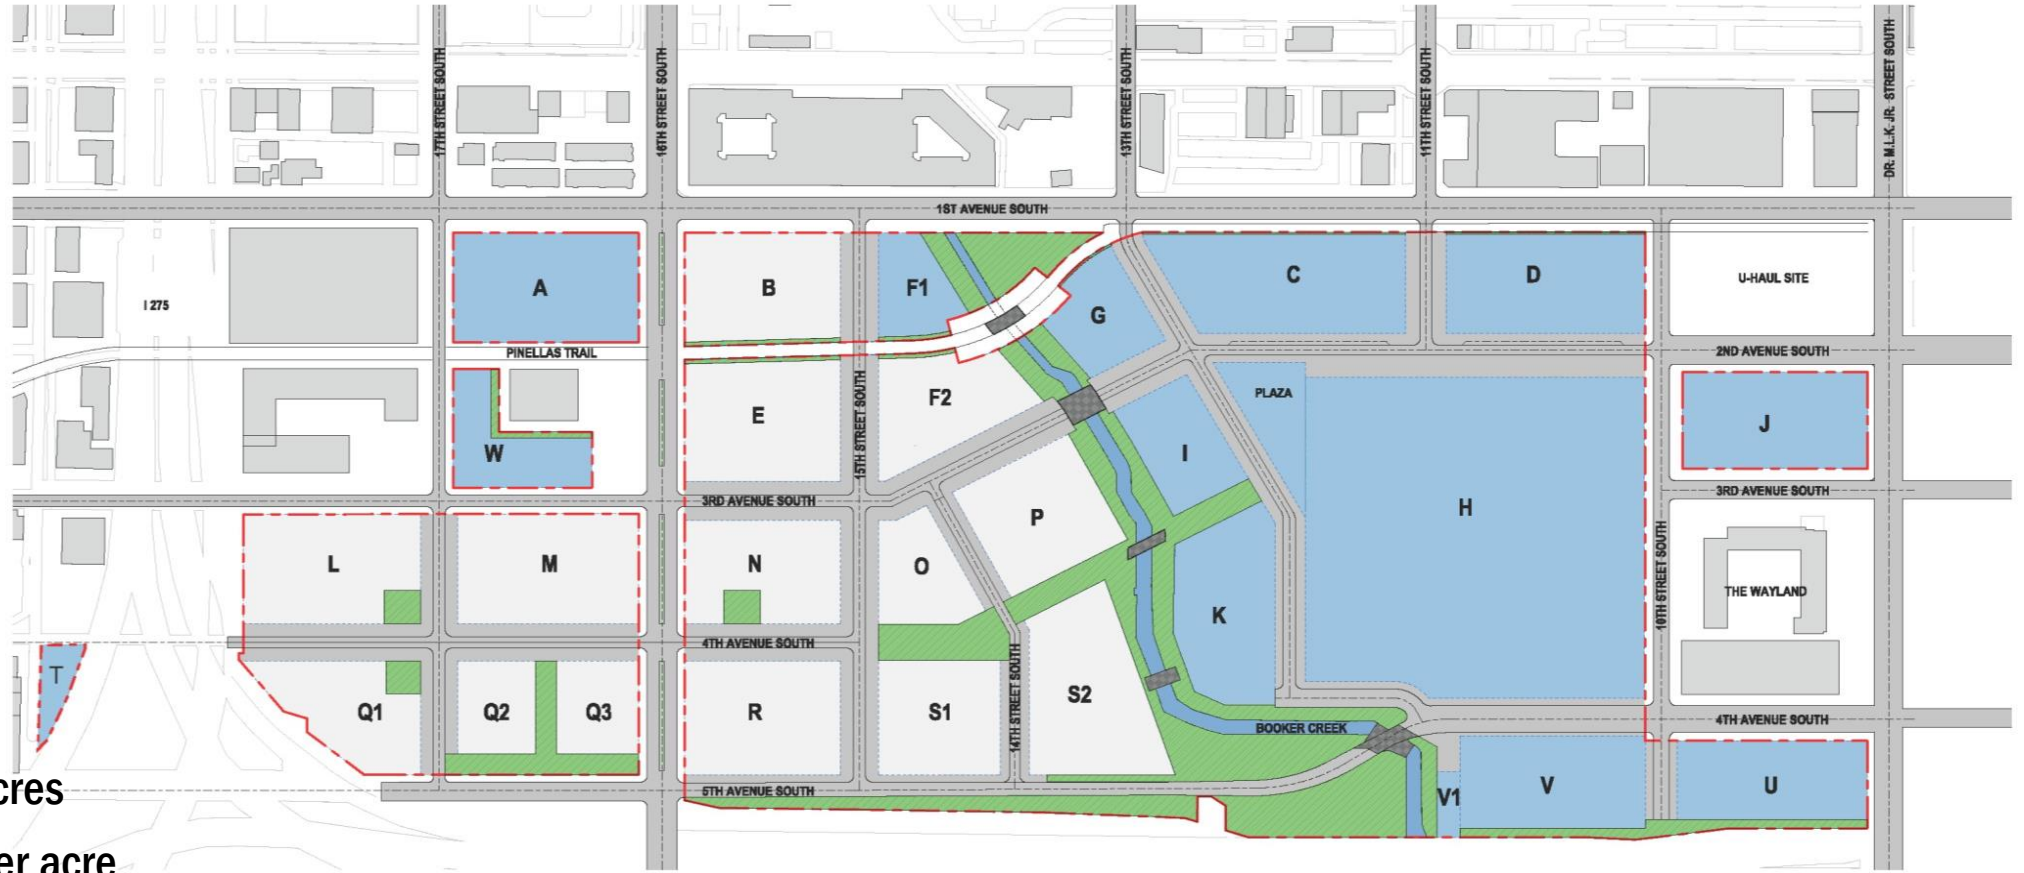 17TH STREET SOUTH
16TH STREET SOUTH
13TH STREET SOUTH
11TH STREET SOUTH
DR. M.L.K. JR. STREET SOUTH
1ST AVENUE SOUTH
I 275
A
B
F1
G
C
D
U-HAUL SITE
PINELLAS TRAIL
2ND AVENUE SOUTH
W
E
15TH STREET SOUTH
F2
I
PLAZA
H
J
3RD AVENUE SOUTH
3RD AVENUE SOUTH
L
M
N
O
P
K
10TH STREET SOUTH
THE WAYLAND
4TH AVENUE SOUTH
T
Q1
Q2
Q3
R
S1
14TH STREET SOUTH
S2
BOOKER CREEK
4TH AVENUE SOUTH
5TH AVENUE SOUTH
V1
V
U
cres
er acre